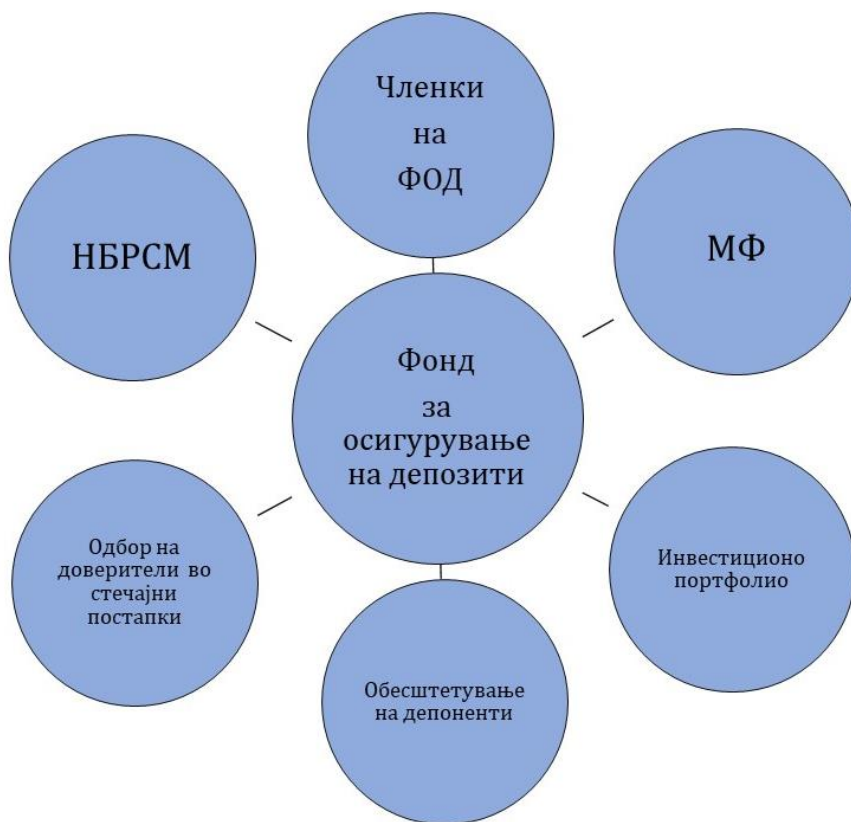 Членки
на
ФОД
НБРСМ
МФ
Фонд
за
осигурување
на депозити
Одбор на
доверители во
стечајни
постапки
Инвестиционо
портфолио
Обесштетување
на депоненти